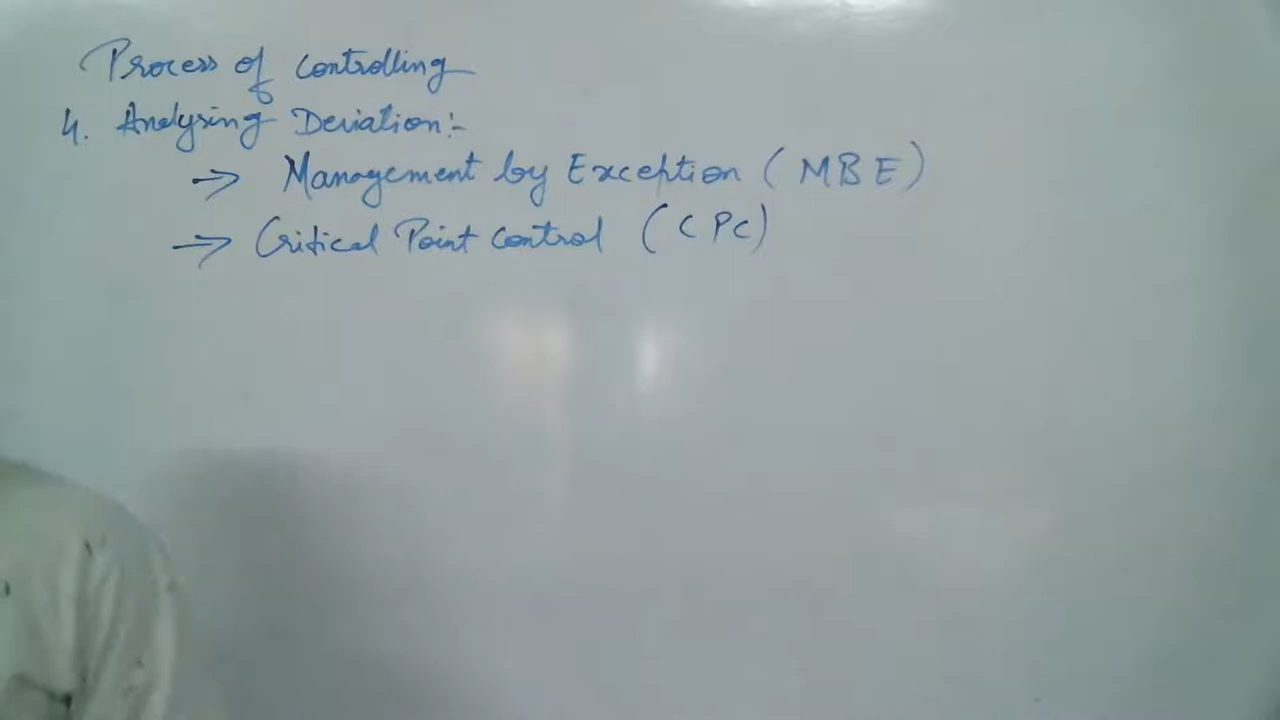 Process of Controlling
4. Analysing Deviation:-
→ Management by Exception (MBE)
→ Critical Point Control (CPC)